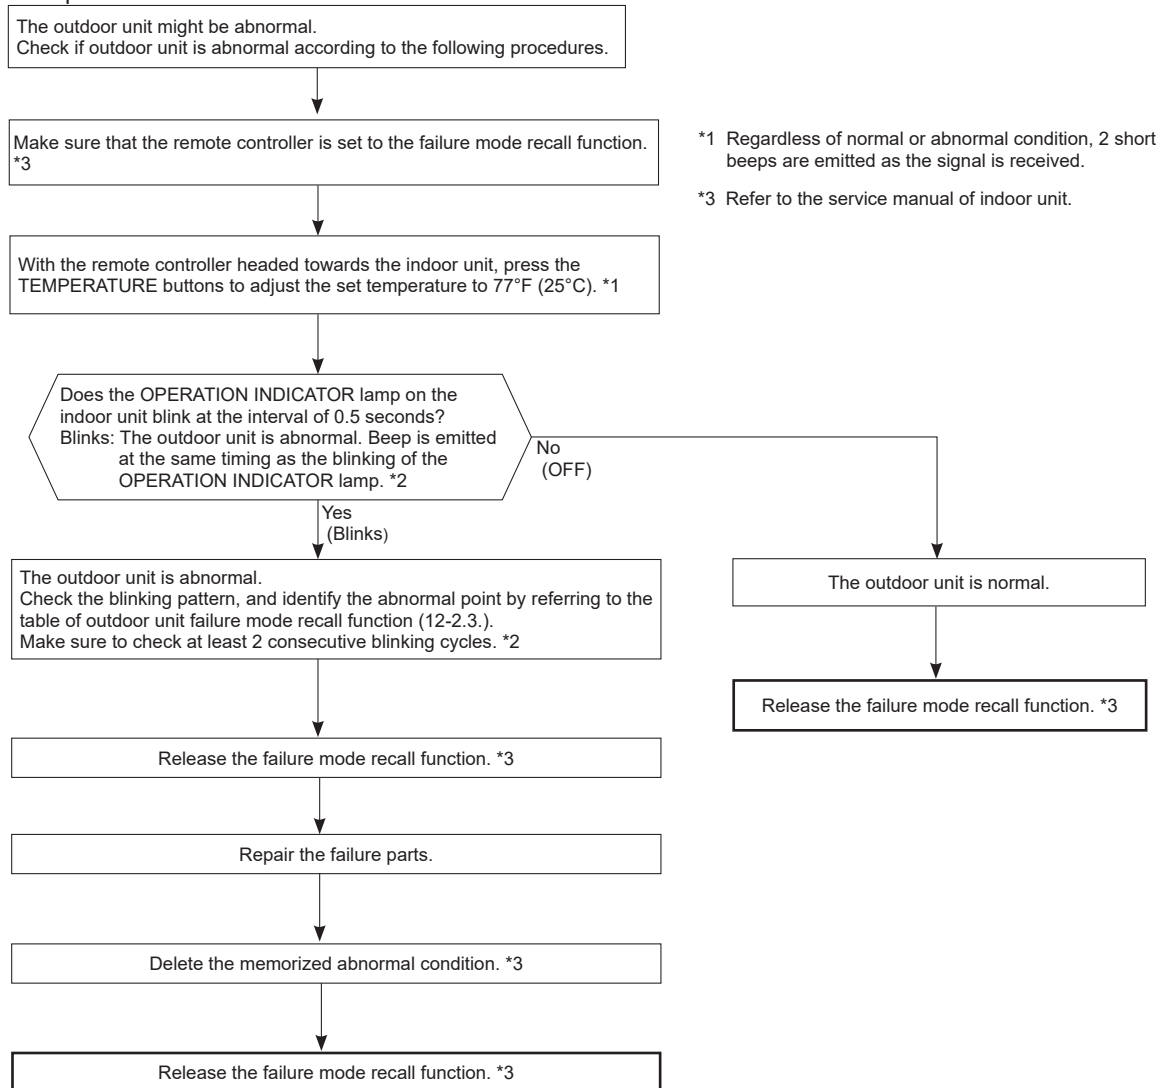 The outdoor unit might be abnormal.
Check if outdoor unit is abnormal according to the following procedures.
Make sure that the remote controller is set to the failure mode recall function.
*3
*1 Regardless of normal or abnormal condition, 2 short
beeps are emitted as the signal is received.
*3 Refer to the service manual of indoor unit.
With the remote controller headed towards the indoor unit, press the
TEMPERATURE buttons to adjust the set temperature to 77°F (25°C). *1
Does the OPERATION INDICATOR lamp on the
indoor unit blink at the interval of 0.5 seconds?
Blinks: The outdoor unit is abnormal. Beep is emitted
at the same timing as the blinking of the
OPERATION INDICATOR lamp. *2
No
(OFF)
Yes
(Blinks)
The outdoor unit is abnormal.
Check the blinking pattern, and identify the abnormal point by referring to the
table of outdoor unit failure mode recall function (12-2.3.).
Make sure to check at least 2 consecutive blinking cycles. *2
The outdoor unit is normal.
Release the failure mode recall function. *3
Release the failure mode recall function. *3
Repair the failure parts.
Delete the memorized abnormal condition. *3
Release the failure mode recall function. *3